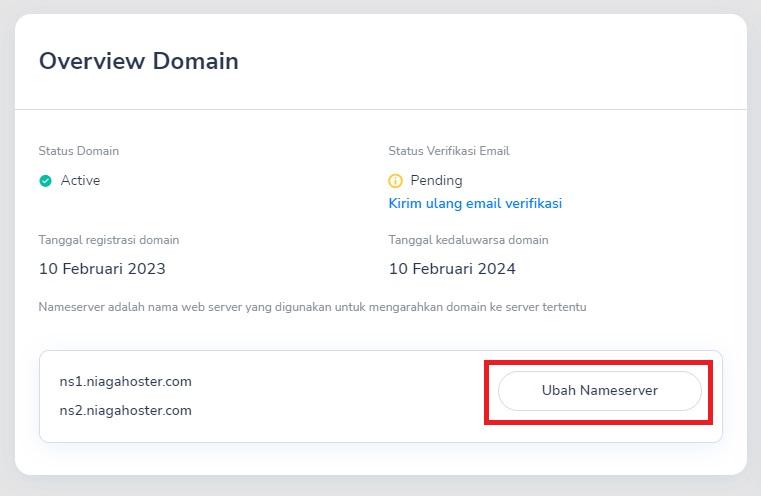 Overview Domain
Status Domain
Active
Status Verifikasi Email
Pending
Kirim ulang email verifikasi
Tanggal registrasi domain
10 Februari 2023
Tanggal kedaluwarsa domain
10 Februari 2024
Nameserver adalah nama web server yang digunakan untuk mengarahkan domain ke server tertentu
ns1.niagahoster.com
ns2.niagahoster.com
Ubah Nameserver